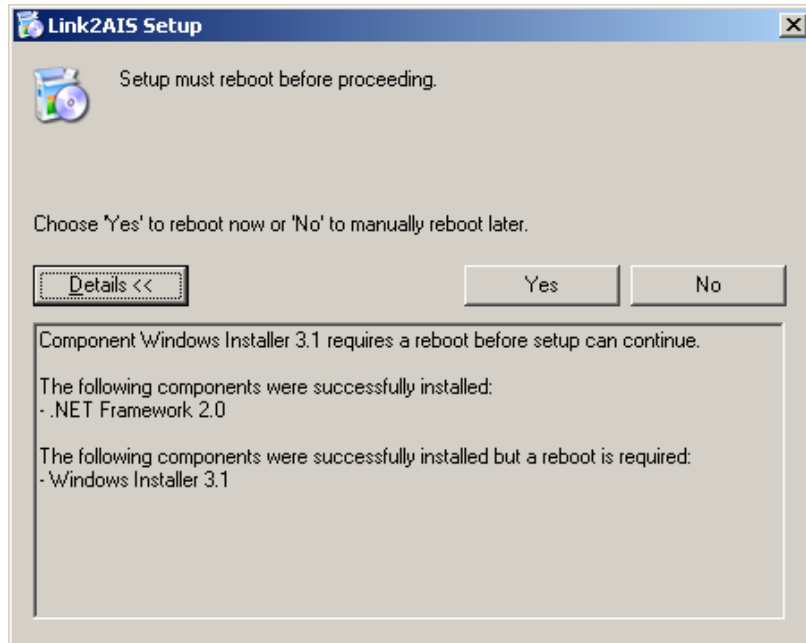 Link2AIS Setup
Setup must reboot before proceeding.
Choose 'Yes' to reboot now or 'No' to manually reboot later.
Details <<
Yes
No
Component Windows Installer 3.1 requires a reboot before setup can continue.
The following components were successfully installed:
- .NET Framework 2.0
The following components were successfully installed but a reboot is required:
- Windows Installer 3.1